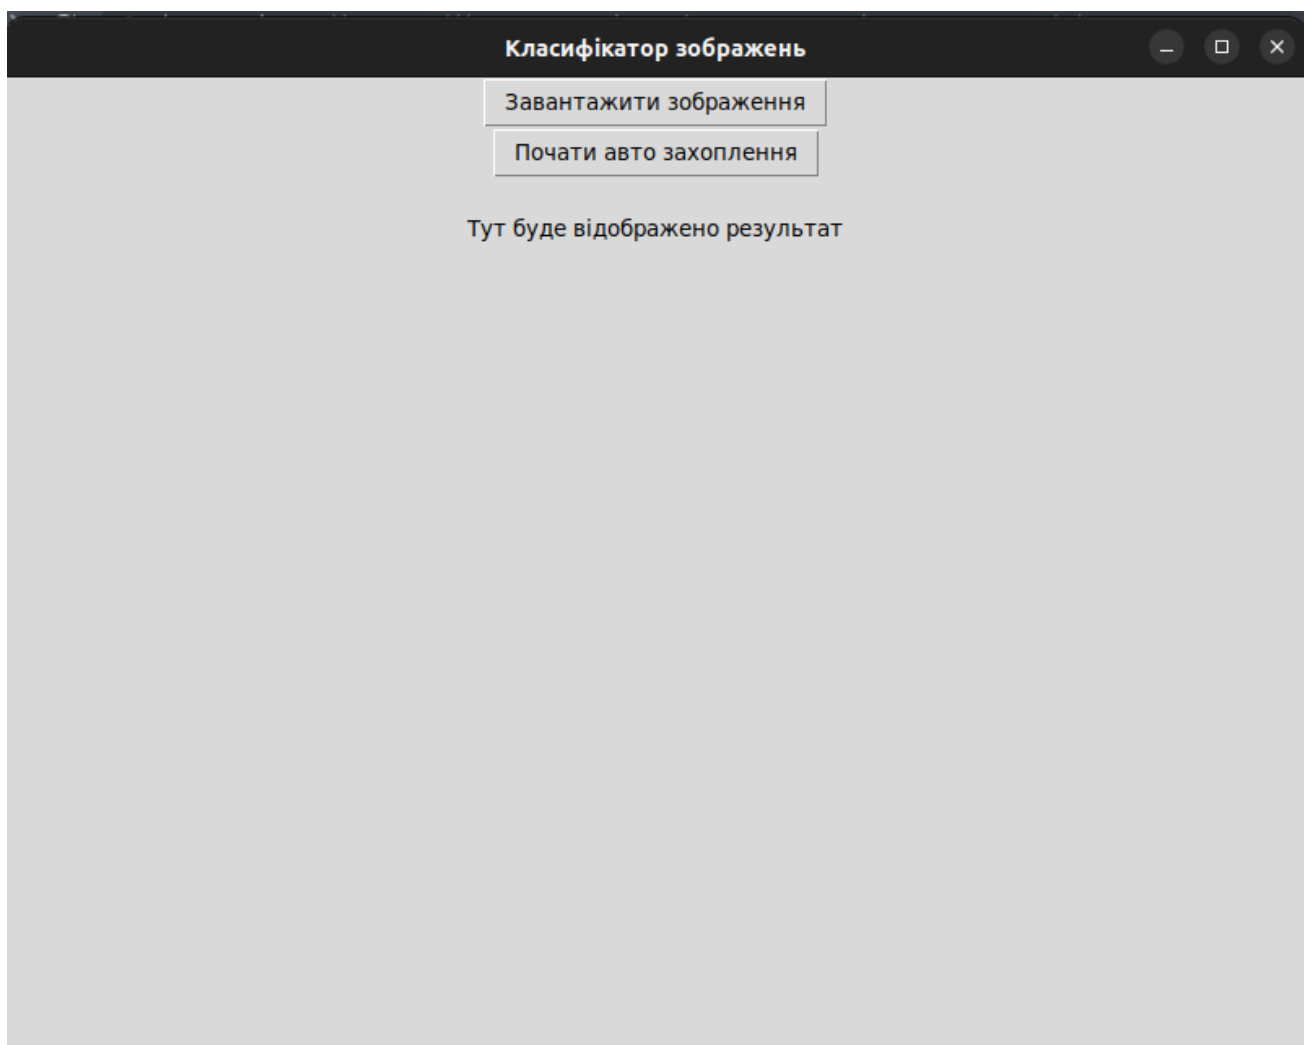 Класифікатор зображень
Завантажити зображення
Почати авто захоплення
Тут буде відображено результат